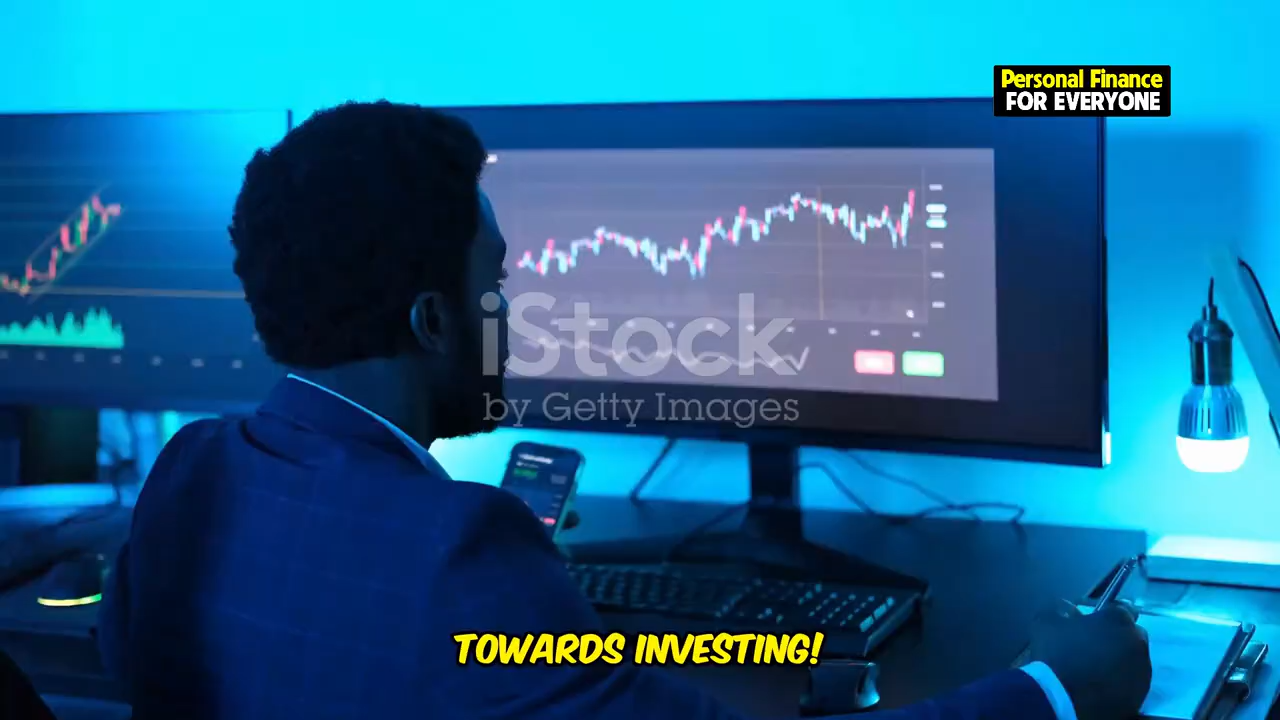 Personal Finance
FOR EVERYONE
iStock
by Getty Images
TOWARDS INVESTING!